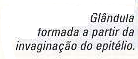 Glândula
formada a partir da
invaginação do epitélio.